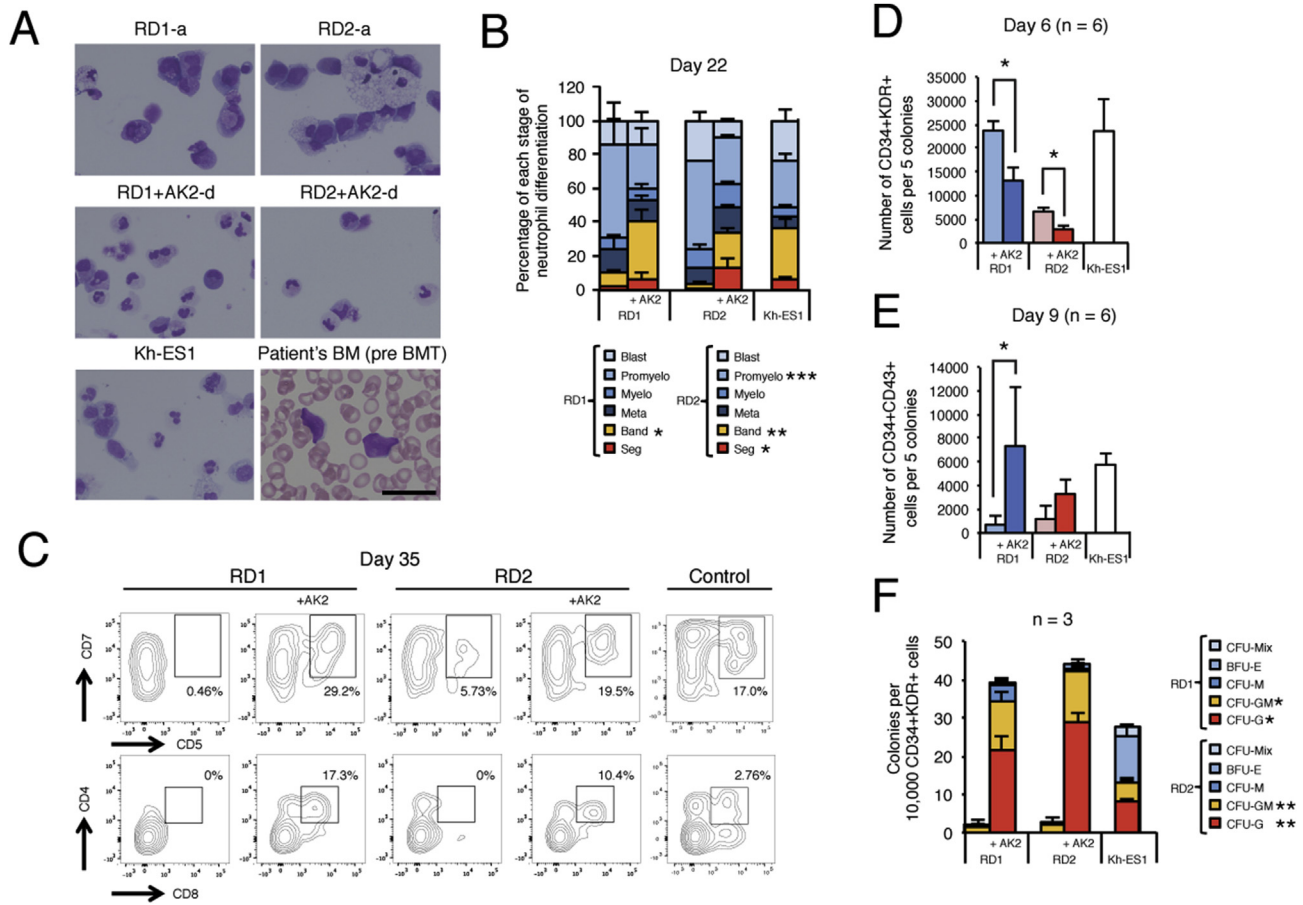 A
RD1-a
RD2-a
RD1+AK2-d
RD2+AK2-d
Kh-ES1
Patient's BM (pre BMT)
B
Day 22
Percentage of each stage of
neutrophil differentiation
120
100
80
60
40
20
0
+ AK2
+ AK2
RD1
RD2
Kh-ES1
RD1
Blast
Promyelo
Myelo
Meta
Band *
Seg
RD2
Blast
Promyelo ***
Myelo
Meta
Band **
Seg *
C
Day 35
RD1
RD2
Control
+AK2
+AK2
CD7
0.46%
29.2%
5.73%
19.5%
17.0%
CD5
CD4
0%
17.3%
0%
10.4%
2.76%
CD8
D
Day 6 (n = 6)
Number of CD34+KDR+
cells per 5 colonies
35000
30000
25000
20000
15000
10000
5000
0
*
*
+ AK2
+ AK2
RD1
RD2
Kh-ES1
E
Day 9 (n = 6)
Number of CD34+CD43+
cells per 5 colonies
14000
12000
10000
8000
6000
4000
2000
0
*
+ AK2
+ AK2
RD1
RD2
Kh-ES1
F
n = 3
Colonies per
10,000 CD34+KDR+ cells
50
40
30
20
10
0
+ AK2
+ AK2
RD1
RD2
Kh-ES1
RD1
CFU-Mix
BFU-E
CFU-M
CFU-GM *
CFU-G *
RD2
CFU-Mix
BFU-E
CFU-M
CFU-GM **
CFU-G **